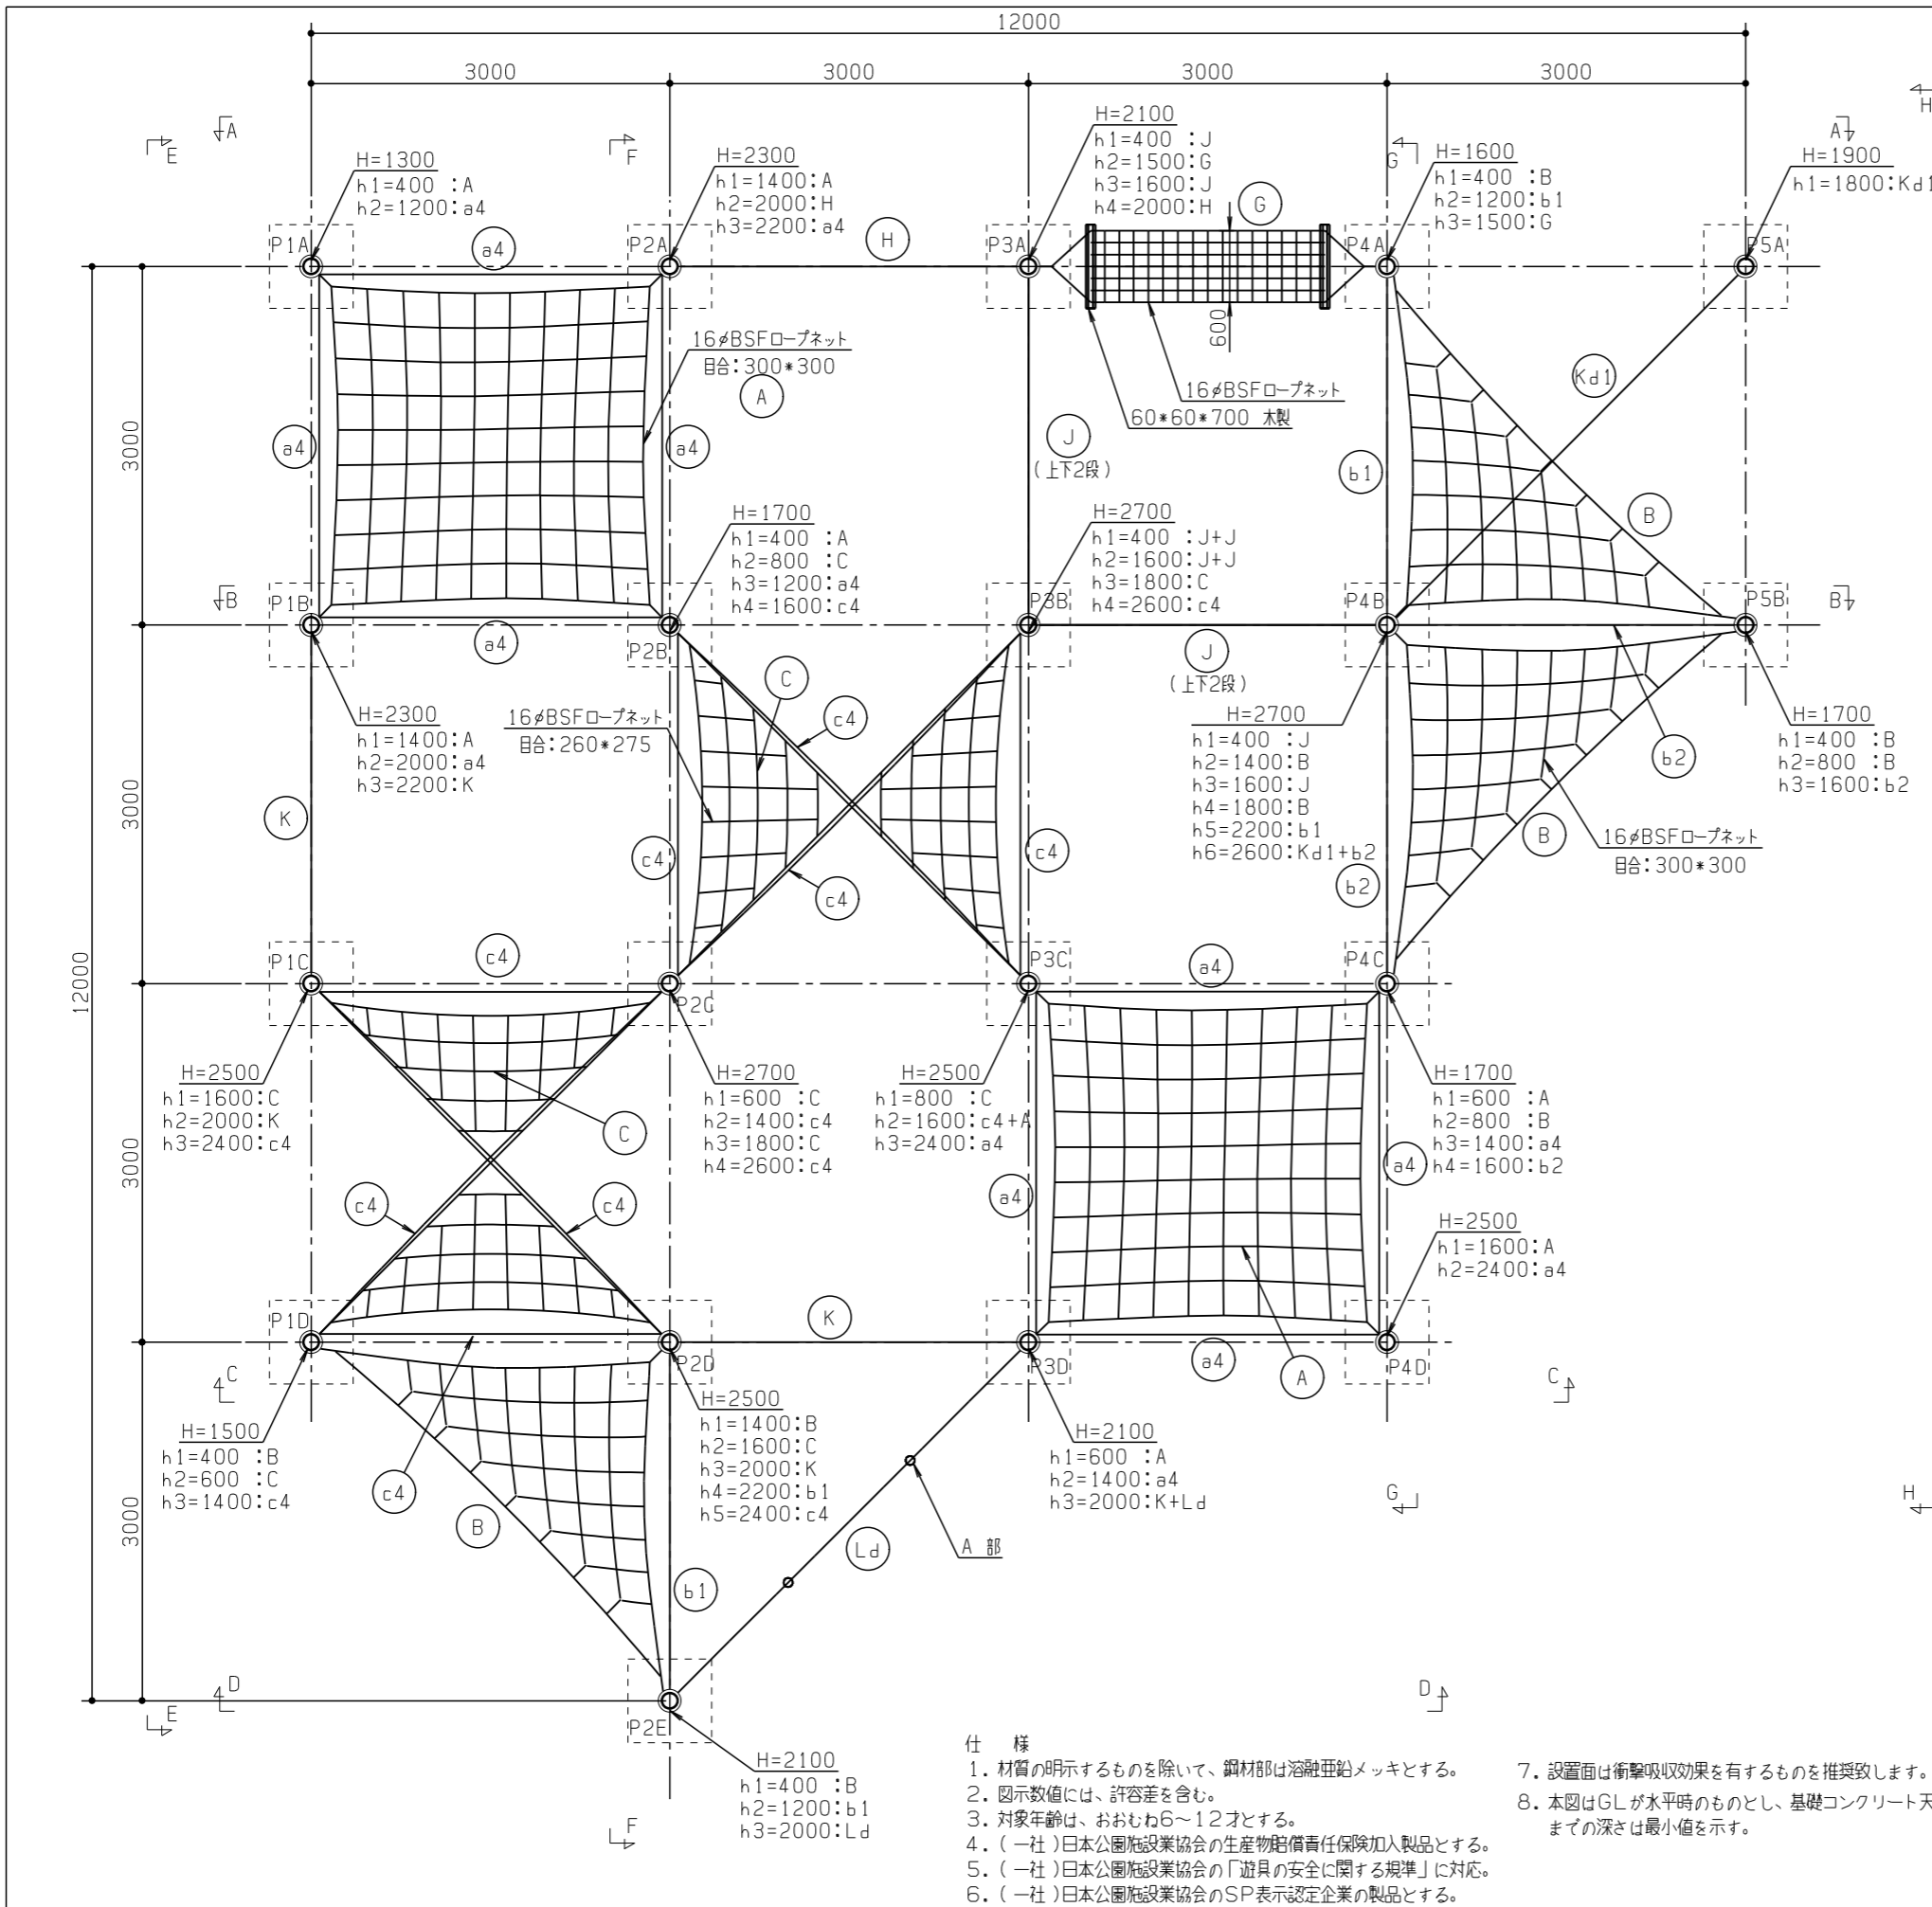 12000
3000
3000
3000
3000
H
A
E
F
G
A
H=1300
h1=400 :A
h2=1200:a4
H=2300
h1=1400:A
h2=2000:H
h3=2200:a4
H=2100
h1=400 :J
h2=1500:G
h3=1600:J
h4=2000:H
H=1600
h1=400 :B
h2=1200:b1
h3=1500:G
H=1900
h1=1800:Kd1
P1A
a4
P2A
H
P3A
G
P4A
P5A
600
16φBSFロープネット
目合:300*300
A
16φBSFロープネット
60*60*700 木製
Kd1
3000
a4
a4
J
(上下2段)
b1
B
H=1700
h1=400 :A
h2=800 :C
h3=1200:a4
h4=1600:c4
H=2700
h1=400 :J+J
h2=1600:J+J
h3=1800:C
h4=2600:c4
B
P1B
a4
P2B
P3B
P4B
P5B
B
J
(上下2段)
C
c4
H=2300
h1=1400:A
h2=2000:a4
h3=2200:K
16φBSFロープネット
目合:260*275
H=2700
h1=400 :J
h2=1400:B
h3=1600:J
h4=1800:B
h5=2200:b1
h6=2600:Kd1+b2
b2
H=1700
h1=400 :B
h2=800 :B
h3=1600:b2
3000
K
c4
c4
c4
b2
B
16φBSFロープネット
目合:300*300
12000
P1C
c4
P2C
P3C
a4
P4C
H=2500
h1=1600:C
h2=2000:K
h3=2400:c4
H=2700
h1=600 :C
h2=1400:c4
h3=1800:C
h4=2600:c4
H=2500
h1=800 :C
h2=1600:c4+A
h3=2400:a4
H=1700
h1=600 :A
h2=800 :B
h3=1400:a4
h4=1600:b2
C
3000
c4
c4
a4
a4
H=2500
h1=1600:A
h2=2400:a4
P1D
P2D
K
P3D
a4
A
P4D
C
C
H=1500
h1=400 :B
h2=600 :C
h3=1400:c4
c4
B
H=2500
h1=1400:B
h2=1600:C
h3=2000:K
h4=2200:b1
h5=2400:c4
H=2100
h1=600 :A
h2=1400:a4
h3=2000:K+Ld
G
H
3000
A 部
Ld
b1
D
E
D
P2E
F
H=2100
h1=400 :B
h2=1200:b1
h3=2000:Ld
仕 様
1. 材質の明示するものを除いて、鋼材部は溶融亜鉛メッキとする。
2. 図示数値には、許容差を含む。
3. 対象年齢は、おおむね6〜12才とする。
4. (一社)日本公園施設業協会の生産物賠償責任保険加入製品とする。
5. (一社)日本公園施設業協会の「遊具の安全に関する規準」に対応。
6. (一社)日本公園施設業協会のSP表示認定企業の製品とする。
7. 設置面は衝撃吸収効果を有するものを推奨致します。
8. 本図はGLが水平時のものとし、基礎コンクリート天
までの深さは最小値を示す。